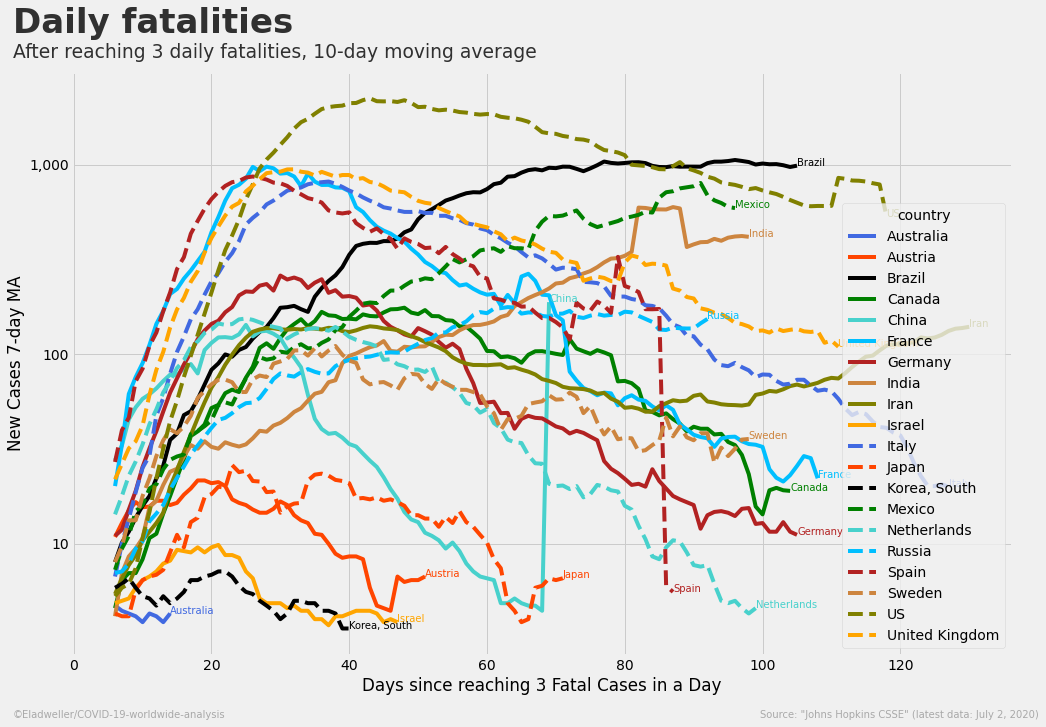 Daily fatalities
After reaching 3 daily fatalities, 10-day moving average
New Cases 7-day MA
1,000
100
10
0
20
40
60
80
100
120
Days since reaching 3 Fatal Cases in a Day
Brazil
Mexico
US
India
China
Russia
Iran
Sweden
France
Canada
Germany
Spain
Netherlands
Austria
Japan
Australia
Israel
Korea, South
country
Australia
Austria
Brazil
Canada
China
France
Germany
India
Iran
Israel
Italy
Japan
Korea, South
Mexico
Netherlands
Russia
Spain
Sweden
US
United Kingdom
©Eladweller/COVID-19-worldwide-analysis
Source: "Johns Hopkins CSSE" (latest data: July 2, 2020)